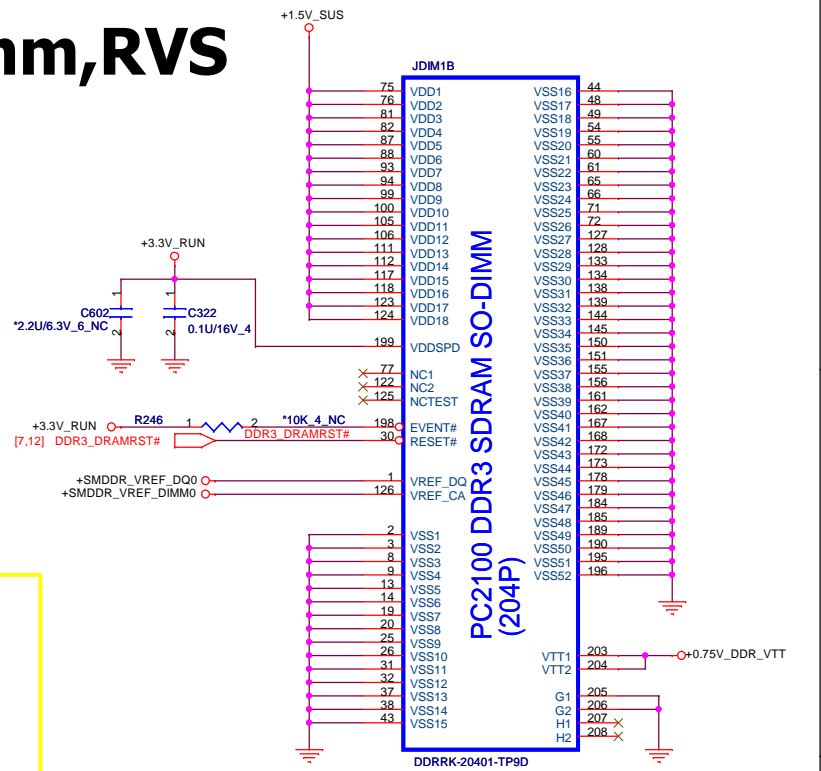 +1.5V_SUS
mm,RVS
JDIM1B
75 VDD1 VSS16 44
76 VDD2 VSS17 48
81 VDD3 VSS18 49
82 VDD4 VSS19 54
87 VDD5 VSS20 55
88 VDD6 VSS21 60
93 VDD7 VSS22 61
94 VDD8 VSS23 65
99 VDD9 VSS24 66
100 VDD10 VSS25 71
105 VDD11 VSS26 72
106 VDD12 VSS27 127
111 VDD13 VSS28 128
112 VDD14 VSS29 133
117 VDD15 VSS30 134
118 VDD16 VSS31 138
123 VDD17 VSS32 139
124 VDD18 VSS33 144
VSS34 145
199 VDDSPD VSS35 150
VSS36 151
77 NC1 VSS37 155
122 NC2 VSS38 156
125 NCTEST VSS39 161
VSS40 162
198 EVENT# VSS41 167
30 RESET# VSS42 168
VSS43 172
VSS44 173
1 VREF_DQ VSS45 178
126 VREF_CA VSS46 179
VSS47 184
VSS48 185
2 VSS1 VSS49 189
3 VSS2 VSS50 190
8 VSS3 VSS51 195
9 VSS4 VSS52 196
13 VSS5
14 VSS6
19 VSS7
20 VSS8
25 VSS9
26 VSS10 VTT1 203
31 VSS11 VTT2 204
32 VSS12
37 VSS13 G1 205
38 VSS14 G2 206
43 VSS15 H1 207
H2 208
+3.3V_RUN
1 1
C602 C322
*2.2U/6.3V_6_NC 0.1U/16V_4
2 2
+3.3V_RUN R246 1 2 *10K_4_NC
[7,12] DDR3_DRAMRST# DDR3_DRAMRST#
+SMDDR_VREF_DQ0
+SMDDR_VREF_DIMM0
PC2100 DDR3 SDRAM SO-DIMM
(204P)
+0.75V_DDR_VTT
DDRRK-20401-TP9D